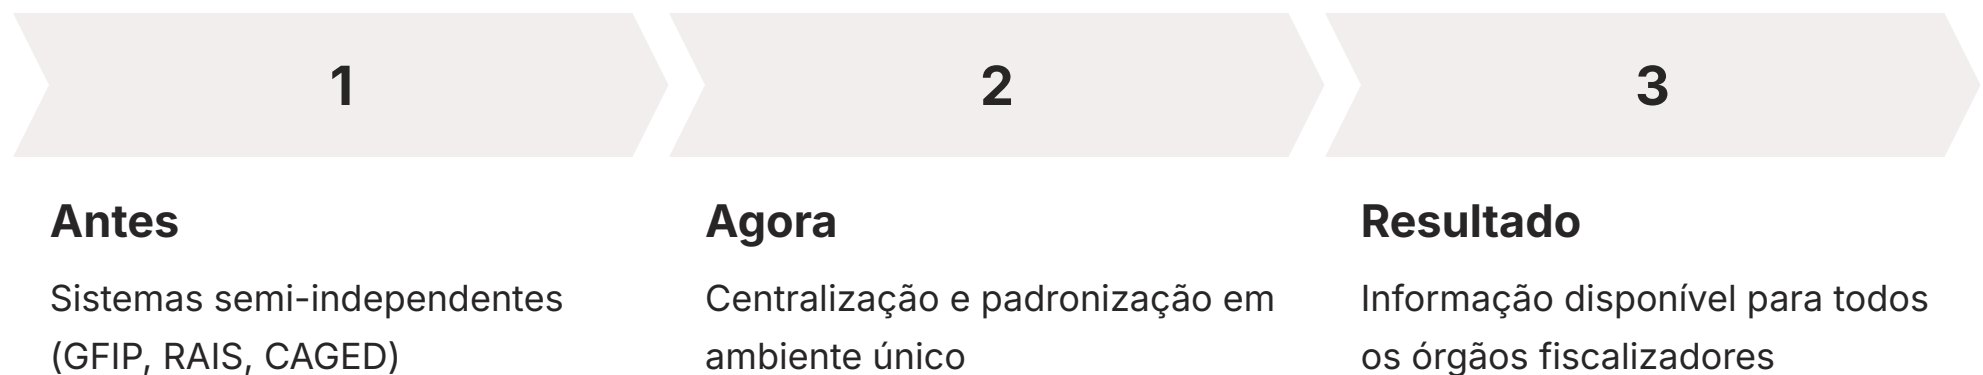 1
2
3
Antes
Sistemas semi-independentes
(GFIP, RAIS, CAGED)
Agora
Centralização e padronização em
ambiente único
Resultado
Informação disponível para todos
os órgãos fiscalizadores